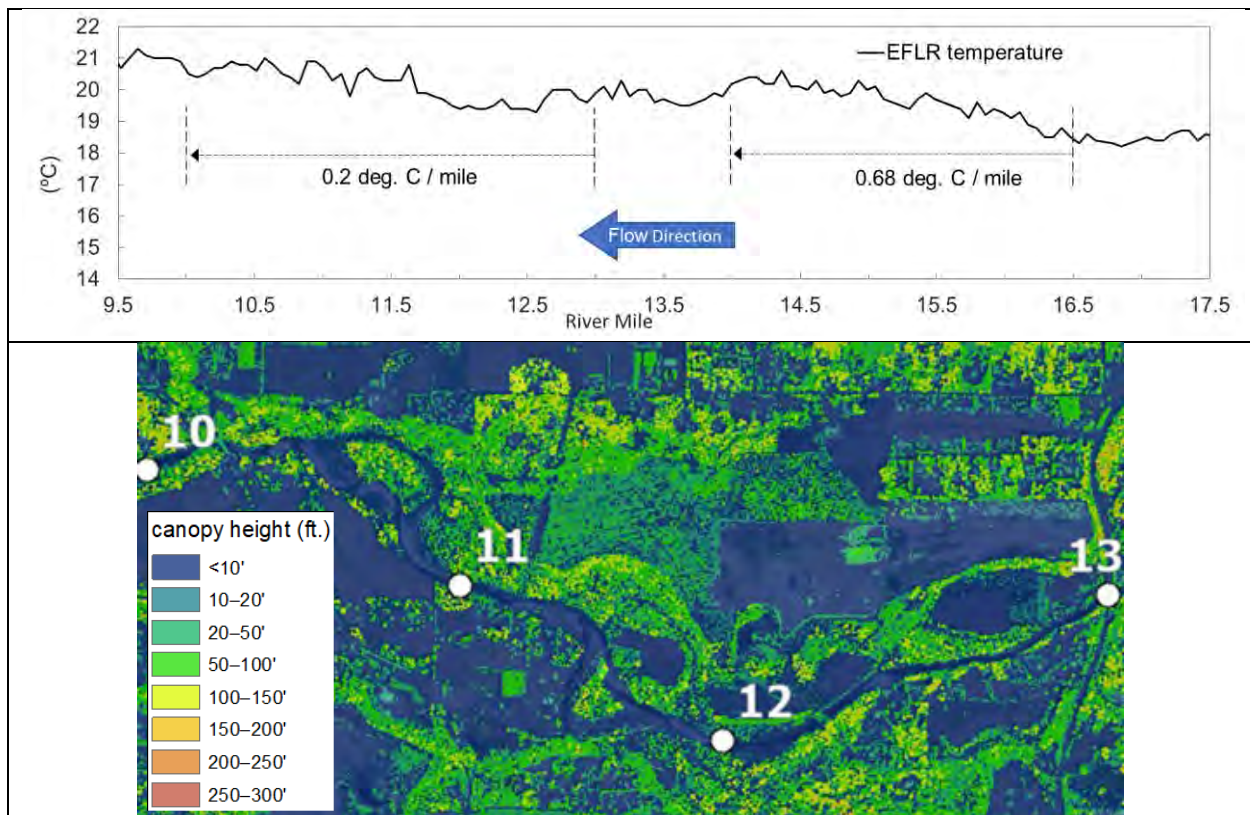 22
21
20
19
18
17
16
15
14
(ºC)
EFLR temperature
0.2 deg. C / mile
0.68 deg. C / mile
Flow Direction
9.5 10.5 11.5 12.5 13.5 14.5 15.5 16.5 17.5
River Mile
10
11
12
13
canopy height (ft.)
<10'
10–20'
20–50'
50–100'
100–150'
150–200'
200–250'
250–300'